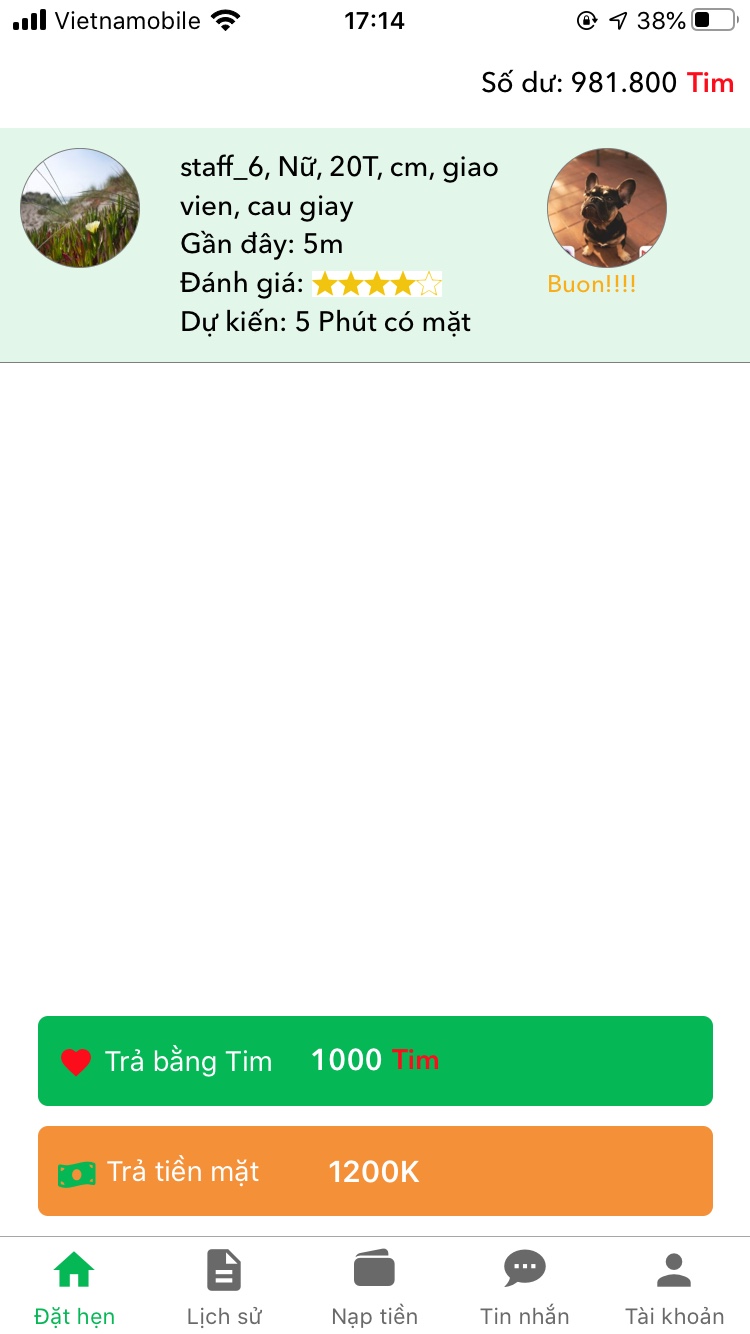 Vietnamobile 17:14 38%
Số dư: 981.800 Tim
staff_6, Nữ, 20T, cm, giao
vien, cau giay
Gần đây: 5m
Đánh giá:
Dự kiến: 5 Phút có mặt
Buon!!!!
Trả bằng Tim 1000 Tim
Trả tiền mặt 1200K
Đặt hẹn Lịch sử Nạp tiền Tin nhắn Tài khoản